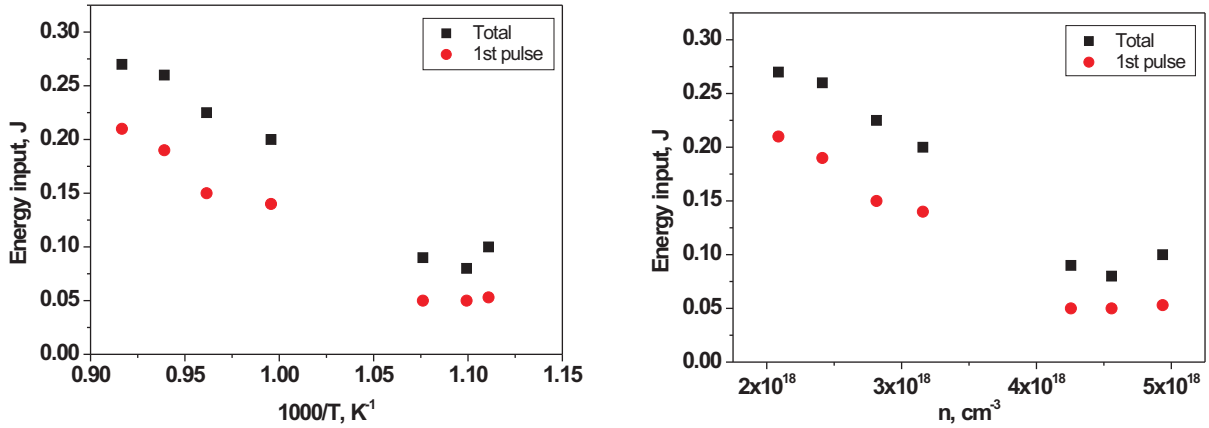 0.30
0.25
0.20
0.15
0.10
0.05
0.00
Energy input, J
Total
1st pulse
0.90 0.95 1.00 1.05 1.10 1.15
1000/T, K⁻¹
0.30
0.25
0.20
0.15
0.10
0.05
0.00
Energy input, J
Total
1st pulse
2x10¹⁸ 3x10¹⁸ 4x10¹⁸ 5x10¹⁸
n, cm⁻³